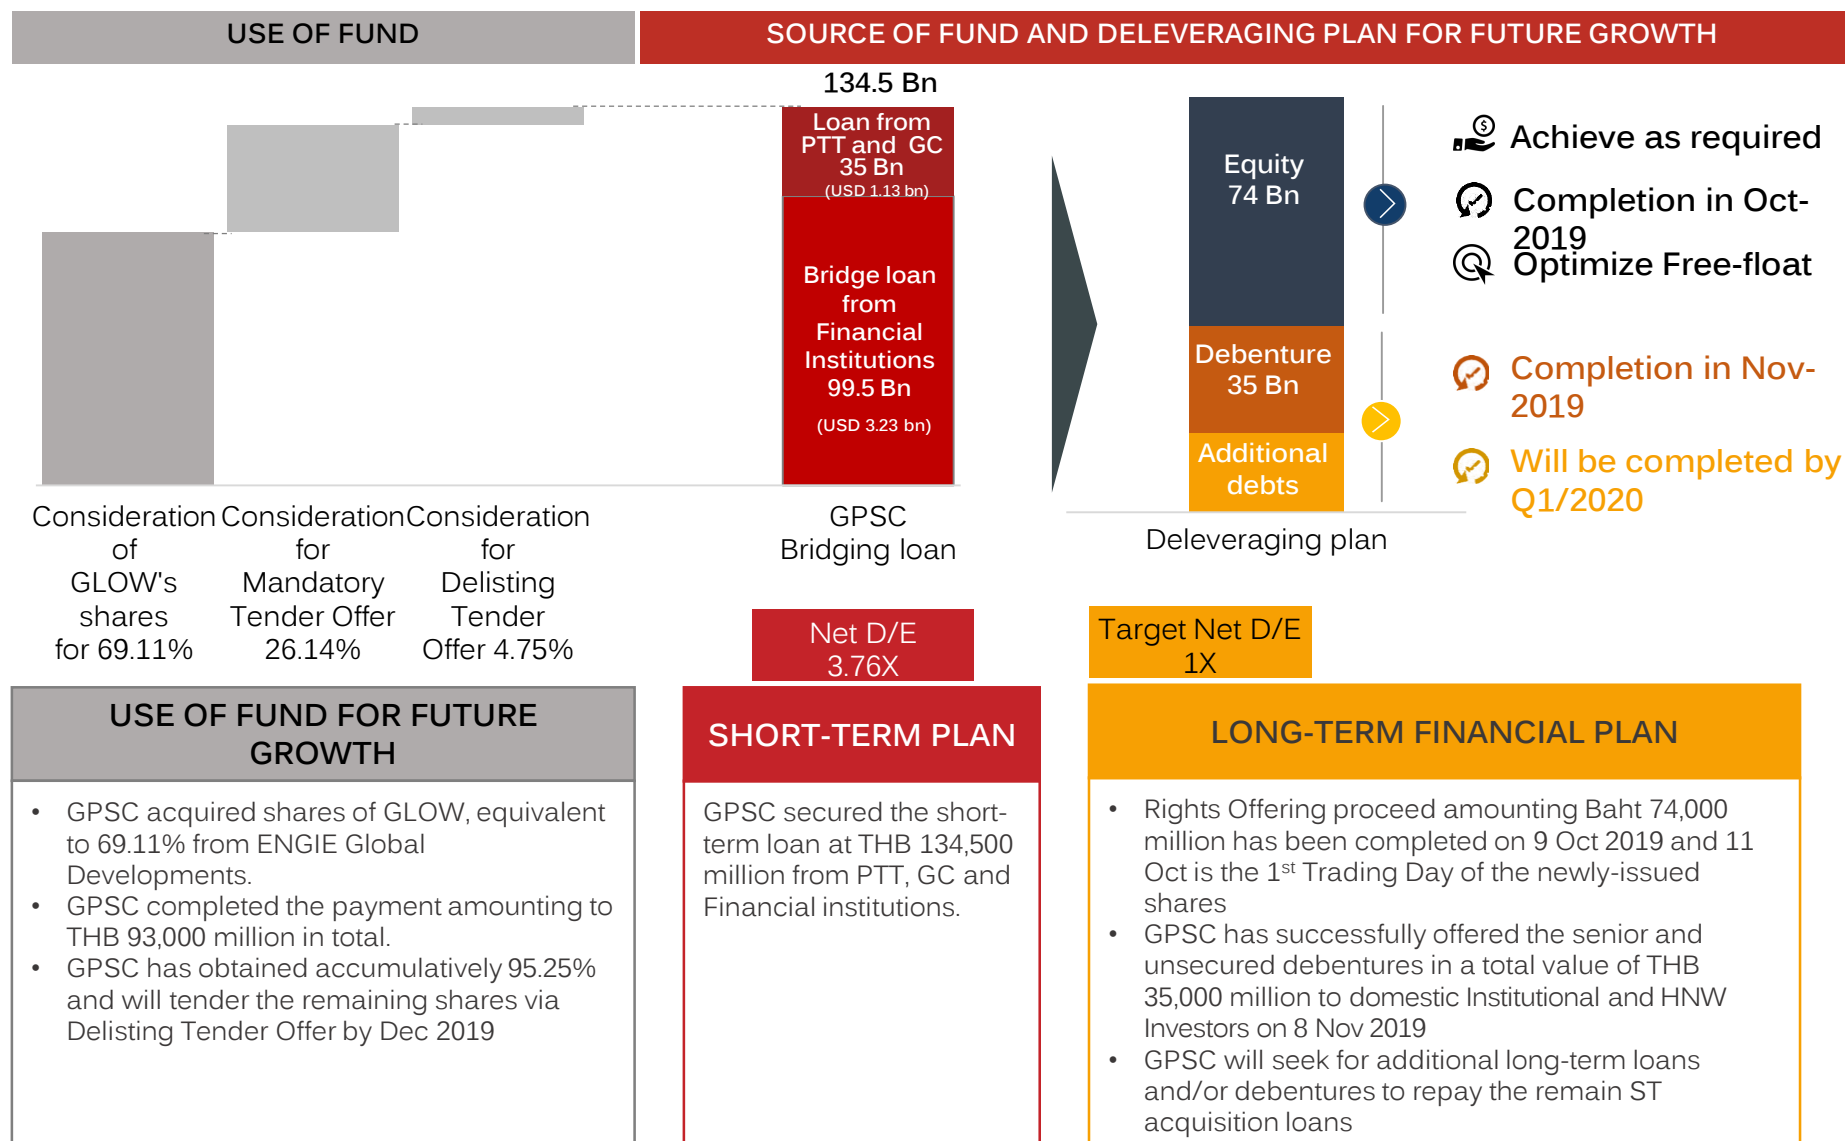 USE OF FUND
SOURCE OF FUND AND DELEVERAGING PLAN FOR FUTURE GROWTH
134.5 Bn
Loan from
PTT and GC
35 Bn
(USD 1.13 bn)
Bridge loan
from
Financial
Institutions
99.5 Bn
(USD 3.23 bn)
Equity
74 Bn
Debenture
35 Bn
Additional
debts
Achieve as required
Completion in Oct-
2019
Optimize Free-float
Completion in Nov-
2019
Will be completed by
Q1/2020
Consideration
of
GLOW's
shares
for 69.11%
Consideration
for
Mandatory
Tender Offer
26.14%
Consideration
for
Delisting
Tender
Offer 4.75%
GPSC
Bridging loan
Deleveraging plan
Net D/E
3.76X
Target Net D/E
1X
USE OF FUND FOR FUTURE
GROWTH
• GPSC acquired shares of GLOW, equivalent
to 69.11% from ENGIE Global
Developments.
• GPSC completed the payment amounting to
THB 93,000 million in total.
• GPSC has obtained accumulatively 95.25%
and will tender the remaining shares via
Delisting Tender Offer by Dec 2019
SHORT-TERM PLAN
GPSC secured the short-
term loan at THB 134,500
million from PTT, GC and
Financial institutions.
LONG-TERM FINANCIAL PLAN
• Rights Offering proceed amounting Baht 74,000
million has been completed on 9 Oct 2019 and 11
Oct is the 1st Trading Day of the newly-issued
shares
• GPSC has successfully offered the senior and
unsecured debentures in a total value of THB
35,000 million to domestic Institutional and HNW
Investors on 8 Nov 2019
• GPSC will seek for additional long-term loans
and/or debentures to repay the remain ST
acquisition loans